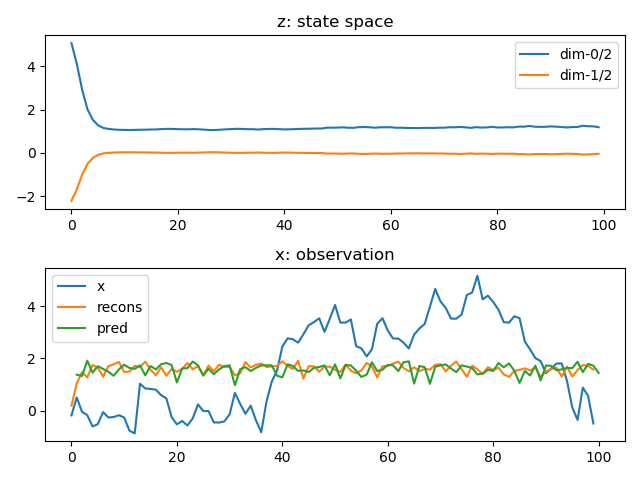 z: state space
4
2
0
−2
dim-0/2
dim-1/2
0 20 40 60 80 100
x: observation
4
2
0
x
recons
pred
0 20 40 60 80 100